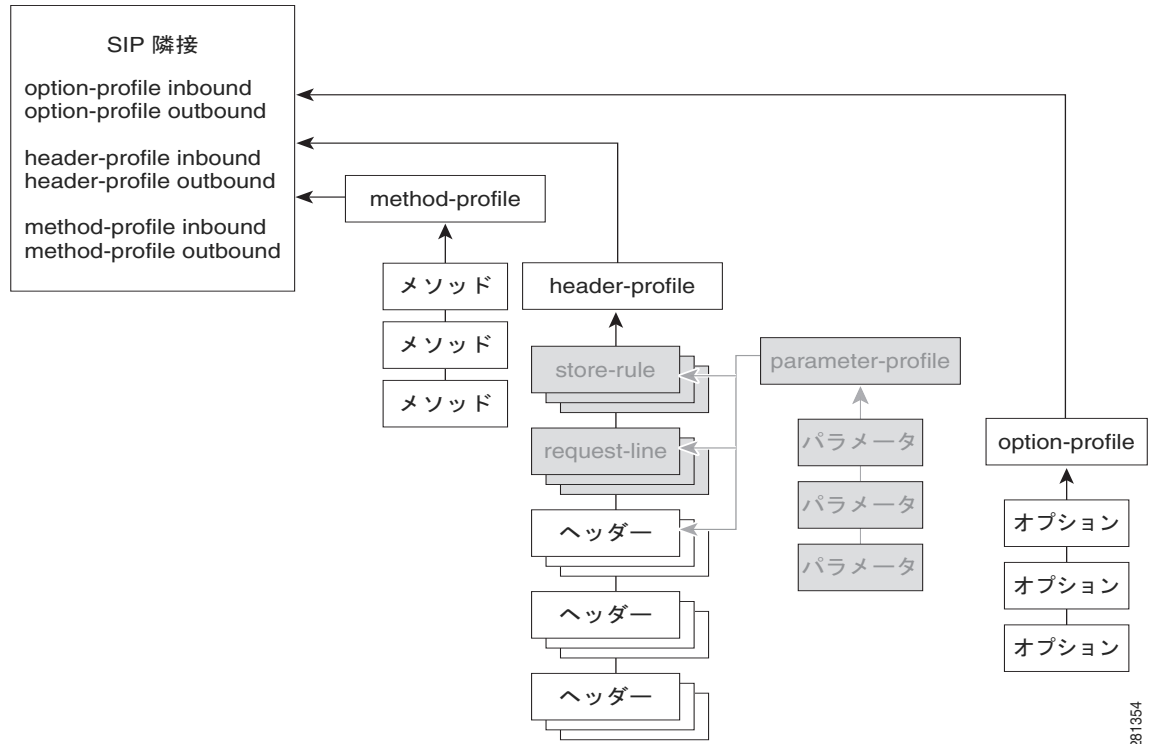 SIP 隣接
option-profile inbound
option-profile outbound
header-profile inbound
header-profile outbound
method-profile inbound
method-profile outbound
method-profile
メソッド
メソッド
メソッド
header-profile
store-rule
request-line
ヘッダー
ヘッダー
ヘッダー
parameter-profile
パラメータ
パラメータ
パラメータ
option-profile
オプション
オプション
オプション
281354